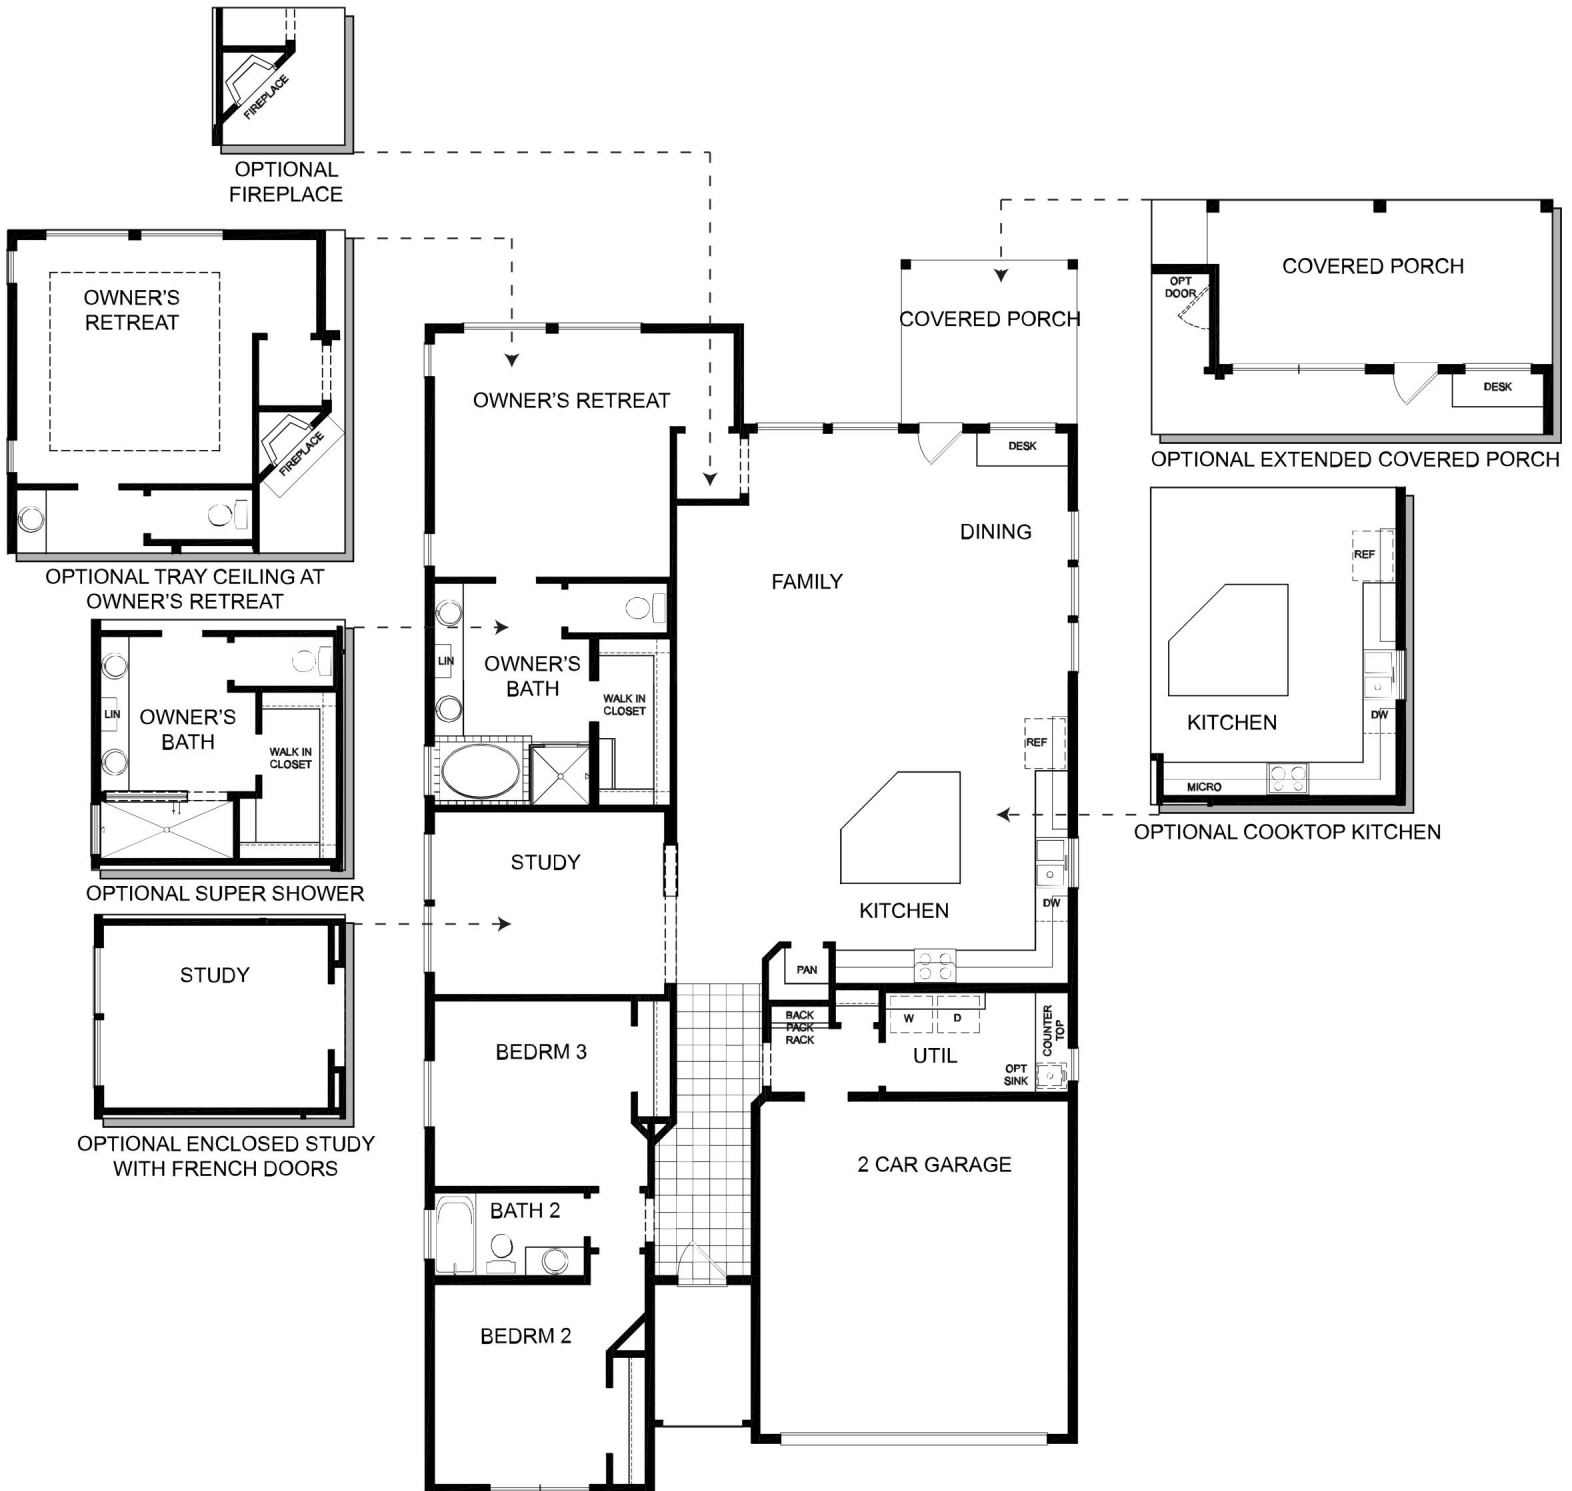 FIREPLACE
OPTIONAL
FIREPLACE
OWNER'S
RETREAT
FIREPLACE
OPTIONAL TRAY CEILING AT
OWNER'S RETREAT
LIN
OWNER'S
BATH
WALK IN
CLOSET
OPTIONAL SUPER SHOWER
STUDY
OPTIONAL ENCLOSED STUDY
WITH FRENCH DOORS
COVERED PORCH
OWNER'S RETREAT
DESK
DINING
FAMILY
LIN
OWNER'S
BATH
WALK IN
CLOSET
REF
STUDY
KITCHEN
DW
PAN
BACK
PACK
RACK
W
D
COUNTER
TOP
UTIL
OPT
SINK
BEDRM 3
2 CAR GARAGE
BATH 2
BEDRM 2
COVERED PORCH
OPT
DOOR
DESK
OPTIONAL EXTENDED COVERED PORCH
REF
KITCHEN
DW
MICRO
OPTIONAL COOKTOP KITCHEN